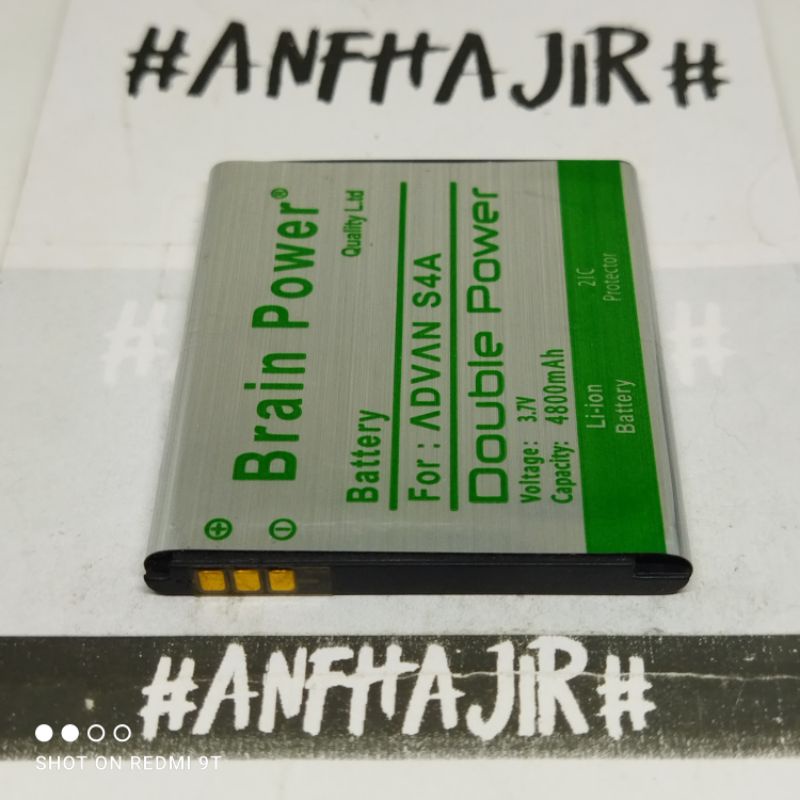 #ANFHAJIR#
Brain Power®
Quality L.td
Battery
For : ADVAN S4A
Double Power
Voltage : 3.7V
Capacity: 4800mAh
Li-ion 2IC
Battery Protector
#ANFHAJIR#
SHOT ON REDMI 9T